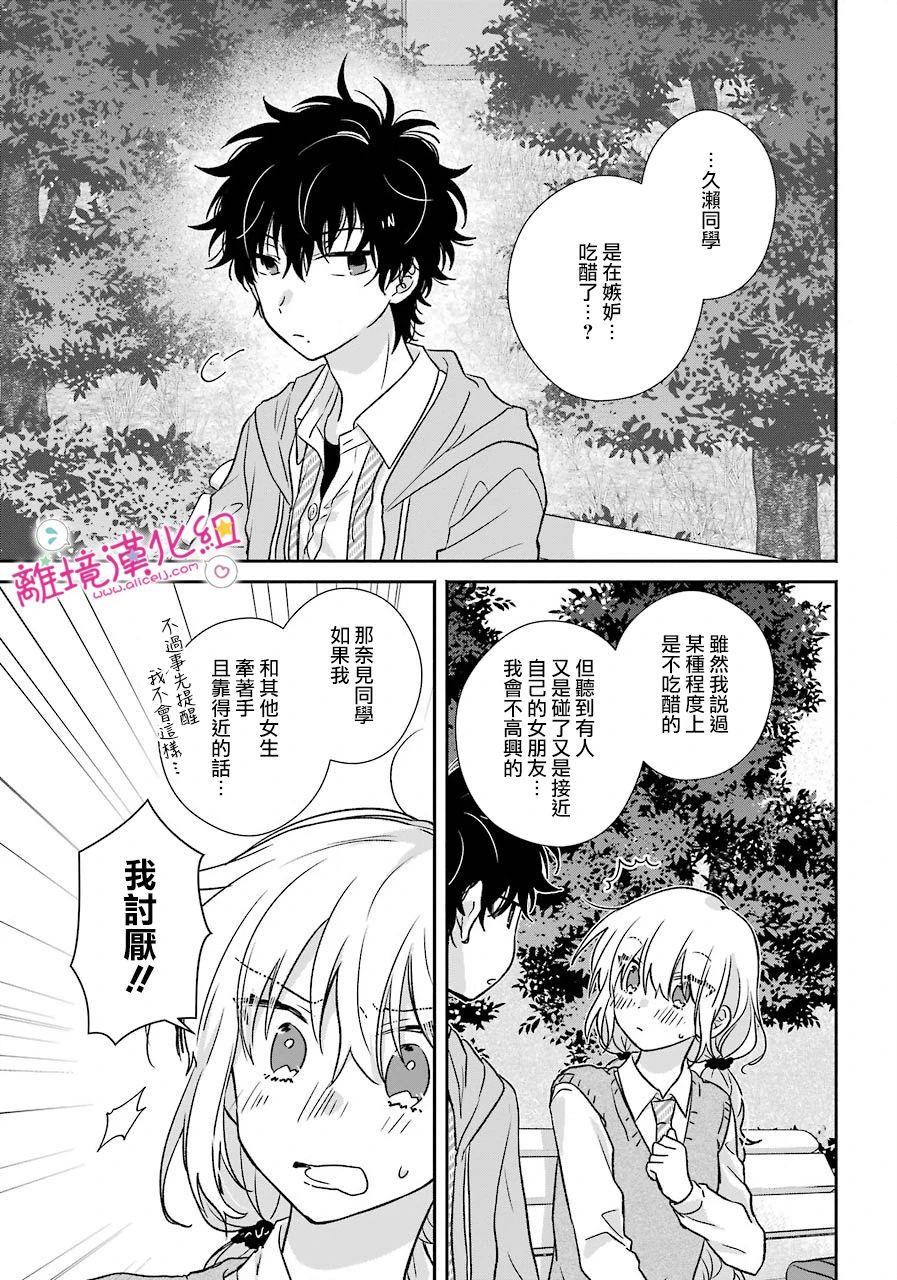 …久瀨同學
是在嫉妒…
吃醋了…？
離境漢化組
www.aliceij.com
雖然我說過
某種程度上
是不吃醋的
但聽到有人
又是碰了又是接近
自己的女朋友…
我會不高興的
那奈見同學
如果我
和其他女生
牽著手
且靠得近的話…
不過事先提醒
我不會這樣…
我討厭!!